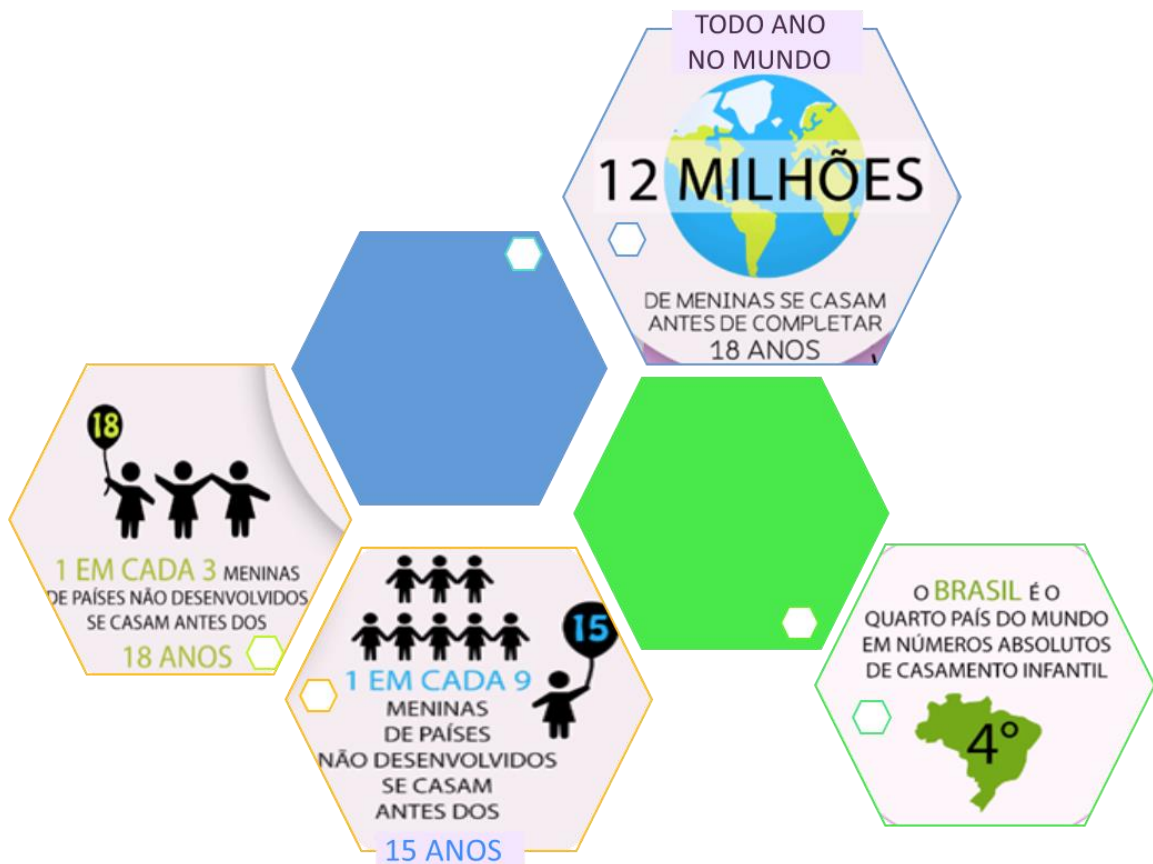 TODO ANO
NO MUNDO
12 MILHÕES
DE MENINAS SE CASAM
ANTES DE COMPLETAR
18 ANOS
18
1 EM CADA 3 MENINAS
DE PAÍSES NÃO DESENVOLVIDOS
SE CASAM ANTES DOS
18 ANOS
15
1 EM CADA 9
MENINAS
DE PAÍSES
NÃO DESENVOLVIDOS
SE CASAM
ANTES DOS
15 ANOS
O BRASIL É O
QUARTO PAÍS DO MUNDO
EM NÚMEROS ABSOLUTOS
DE CASAMENTO INFANTIL
4°